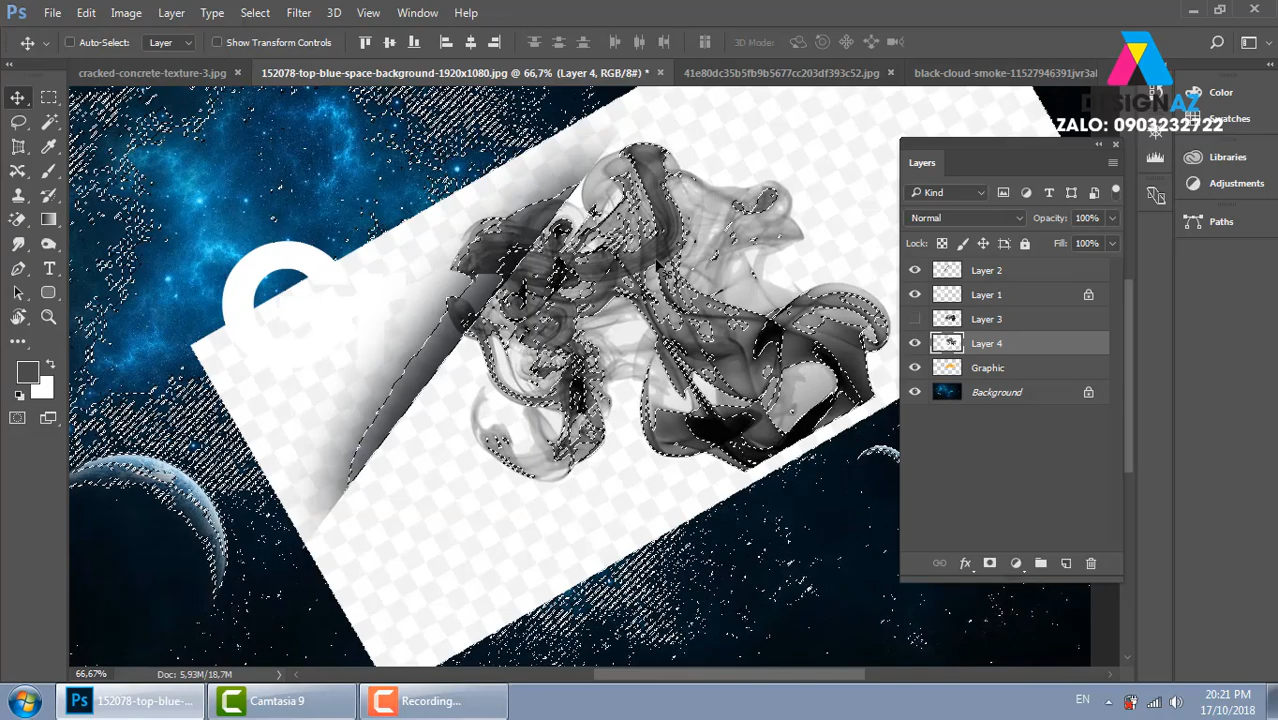 Ps File Edit Image Layer Type Select Filter 3D View Window Help
Auto-Select: Layer Show Transform Controls 3D Mode:
cracked-concrete-texture-3.jpg × 152078-top-blue-space-background-1920x1080.jpg @ 66,7% (Layer 4, RGB/8#) * × 41e80dc35b5fb9b5677cc203df393c52.jpg × black-cloud-smoke-11527946391jvr3al
DESIGNAZ
ZALO: 0903232722
Color
Swatches
Libraries
Adjustments
Paths
Layers
Kind
Normal Opacity: 100%
Lock: Fill: 100%
Layer 2
Layer 1
Layer 3
Layer 4
Graphic
Background
fx
66,67% Doc: 5,93M/18,7M
Ps 152078-top-blue-... Camtasia 9 Recording... EN 20:21 PM
17/10/2018